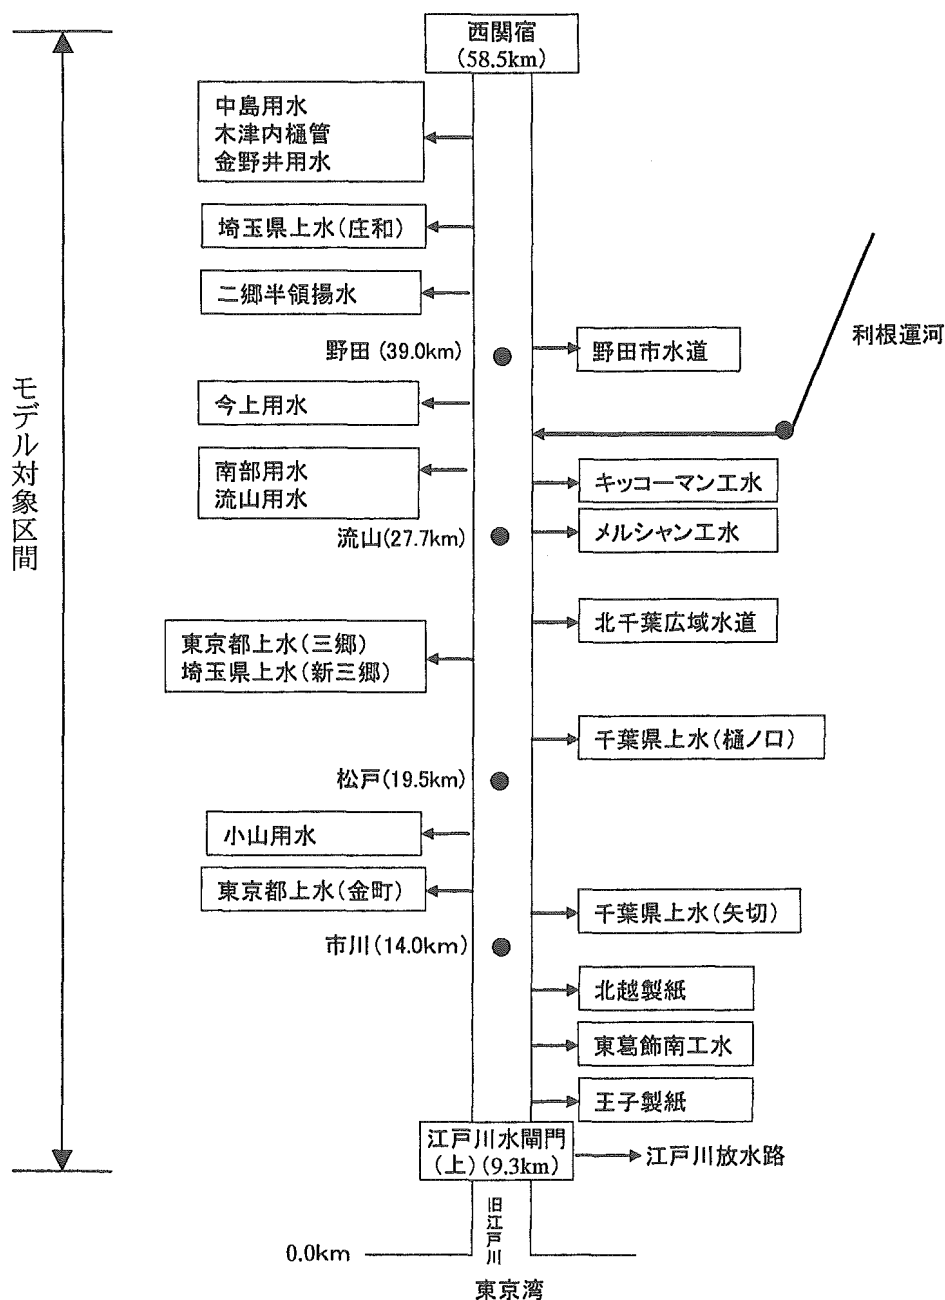 西関宿
(58.5km)
中島用水
木津内樋管
金野井用水
埼玉県上水(庄和)
二郷半領揚水
利根運河
野田(39.0km)
野田市水道
今上用水
モデル対象区間
南部用水
流山用水
キッコーマン工水
流山(27.7km)
メルシャン工水
北千葉広域水道
東京都上水(三郷)
埼玉県上水(新三郷)
千葉県上水(樋ノ口)
松戸(19.5km)
小山用水
東京都上水(金町)
千葉県上水(矢切)
市川(14.0km)
北越製紙
東葛飾南工水
王子製紙
江戸川水閘門
(上)(9.3km)
江戸川放水路
旧江戸川
0.0km
東京湾